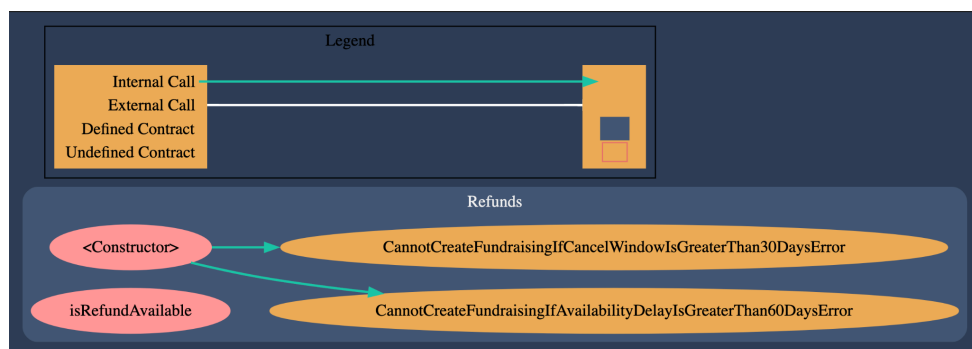 Legend
Internal Call
External Call
Defined Contract
Undefined Contract
Refunds
<Constructor>
CannotCreateFundraisingIfCancelWindowIsGreaterThan30DaysError
isRefundAvailable
CannotCreateFundraisingIfAvailabilityDelayIsGreaterThan60DaysError